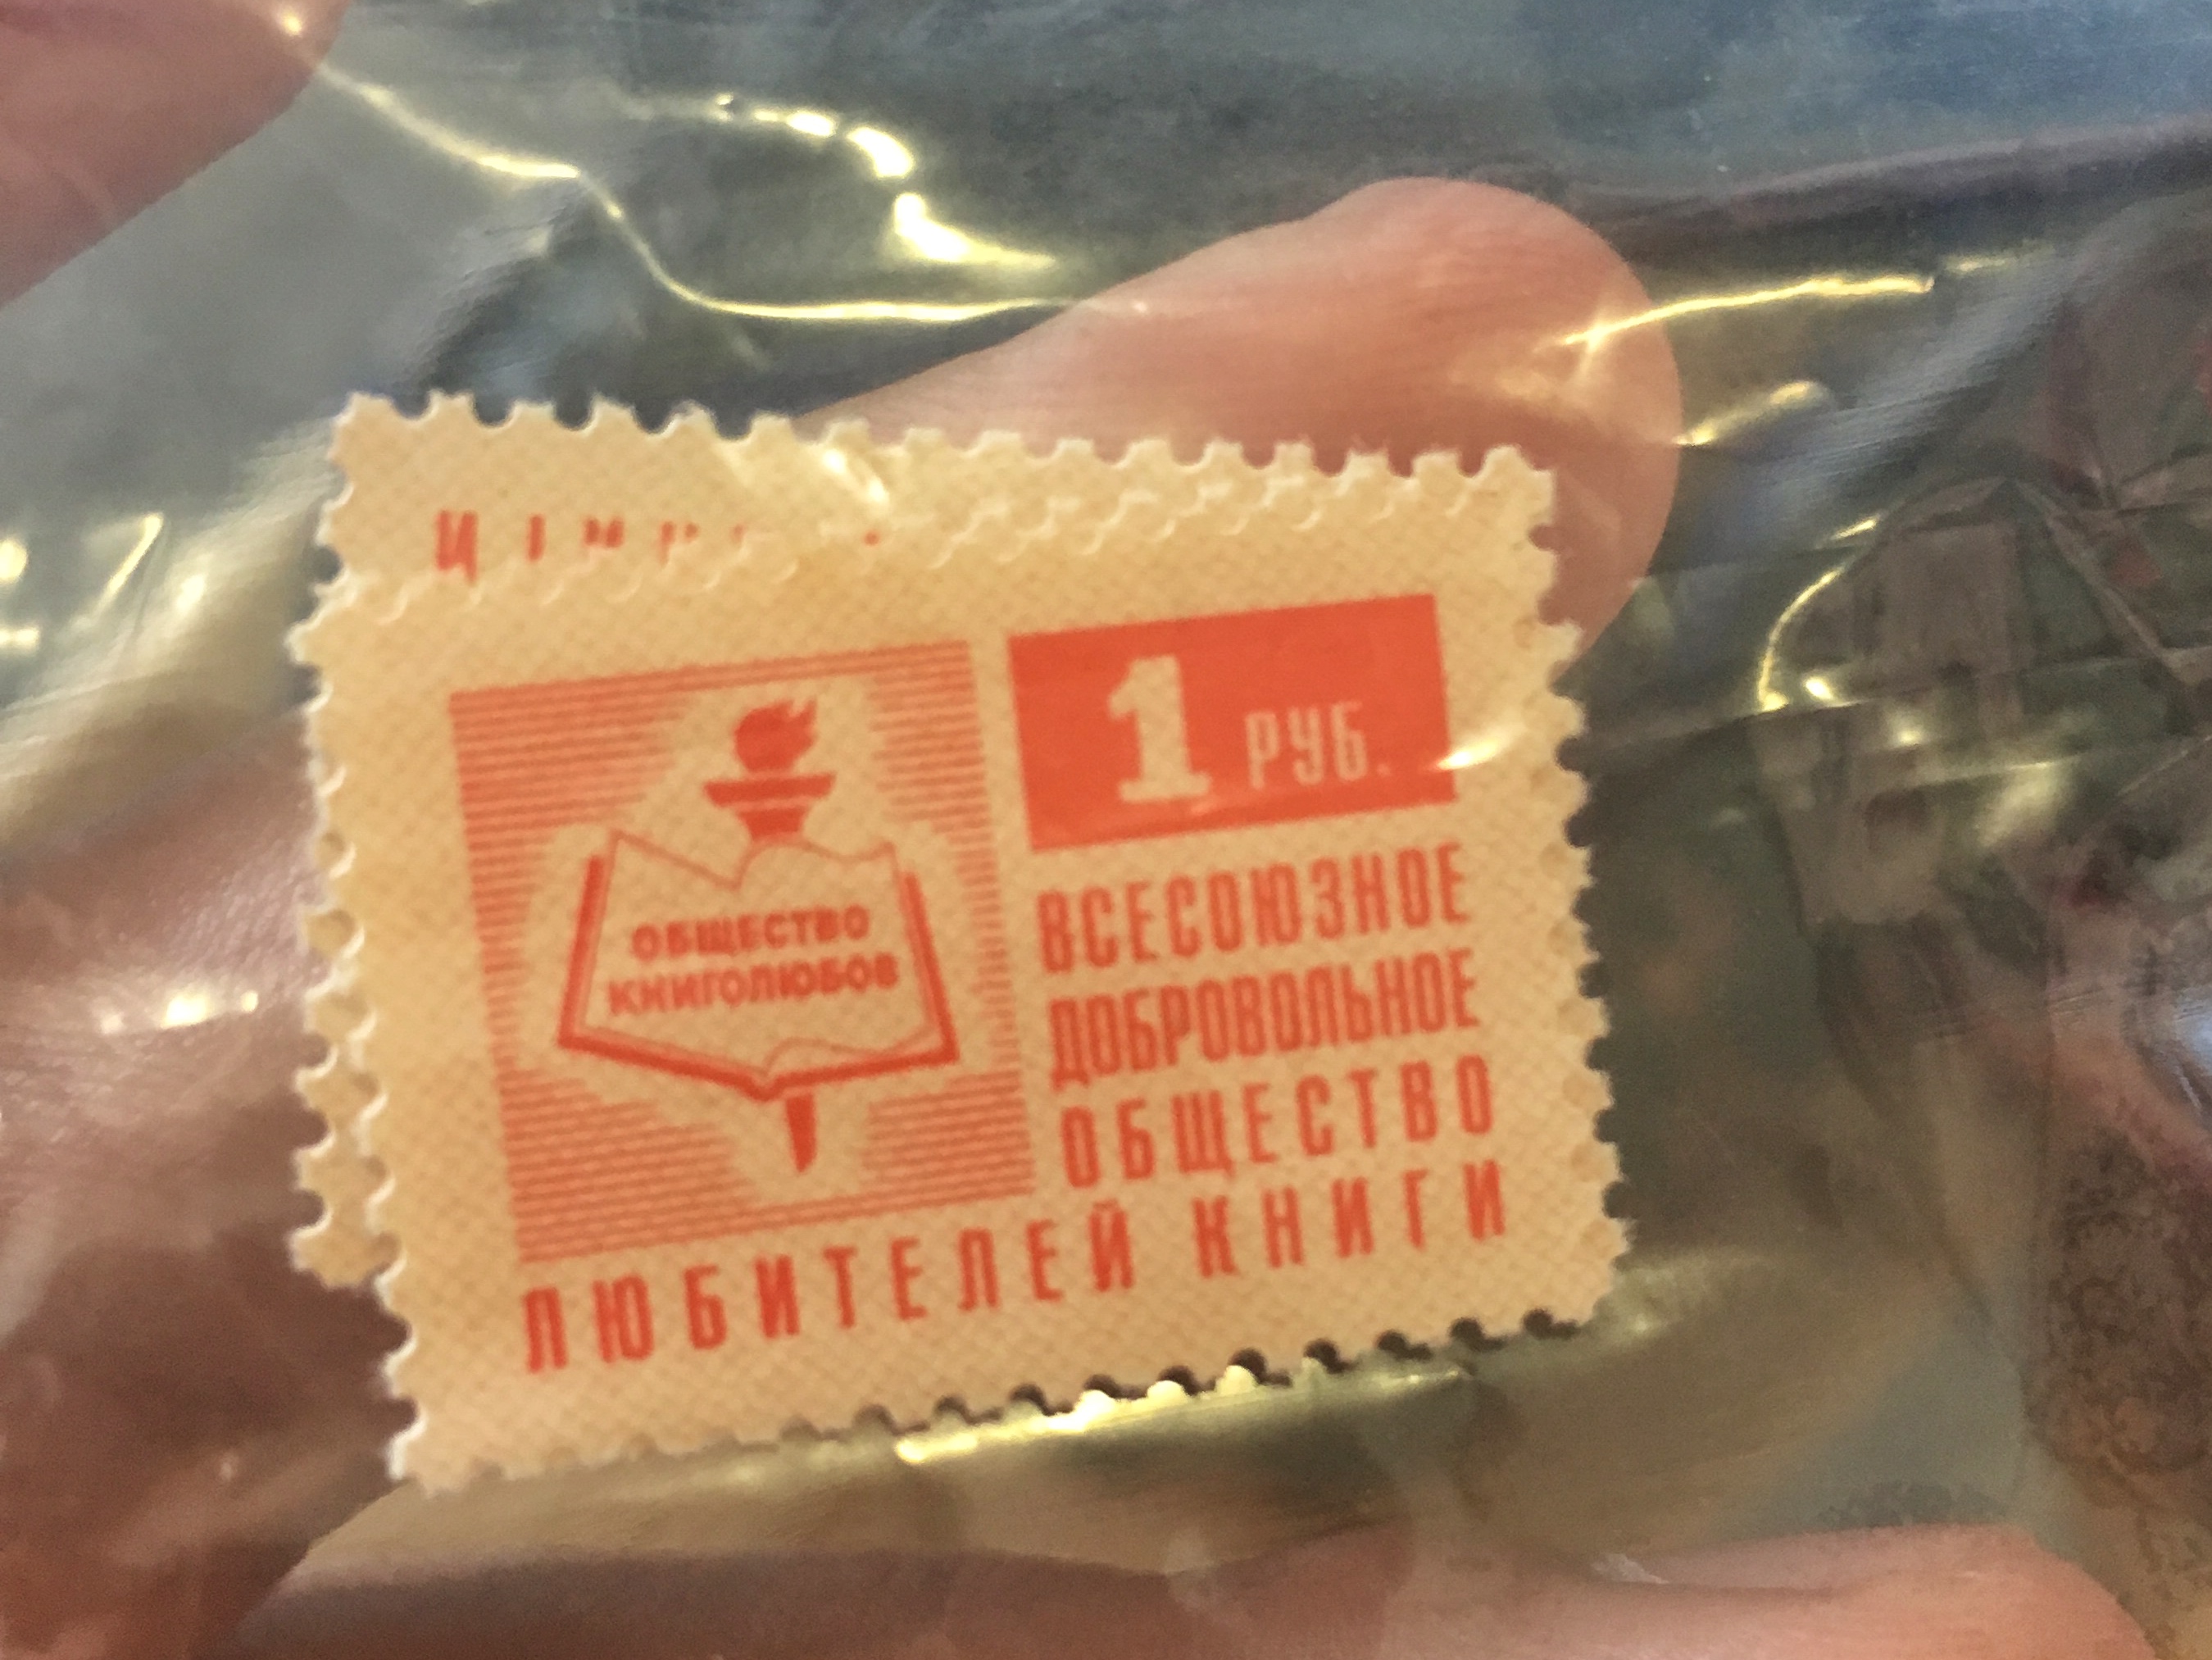 1 РУБ.
ОБЩЕСТВО
КНИГОЛЮБОВ
ВСЕСОЮЗНОЕ
ДОБРОВОЛЬНОЕ
ОБЩЕСТВО
ЛЮБИТЕЛЕЙ КНИГИ